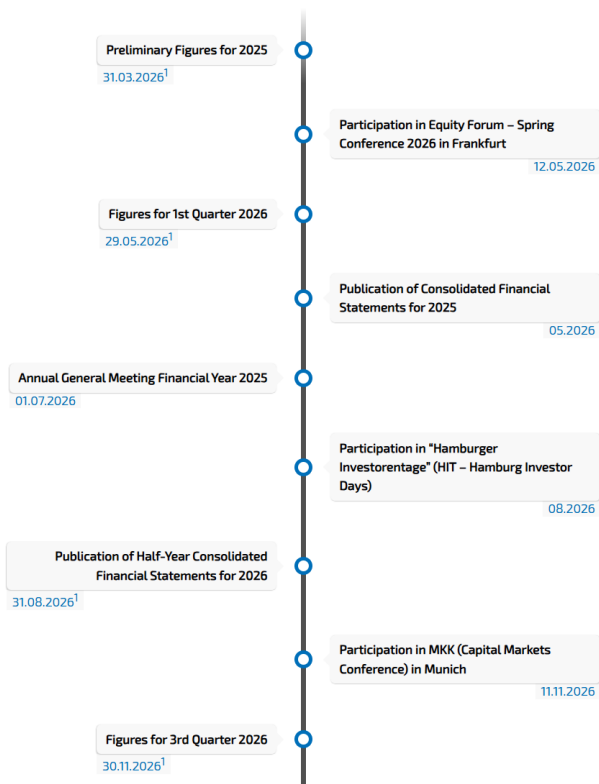 Preliminary Figures for 2025
31.03.2026¹
Participation in Equity Forum – Spring
Conference 2026 in Frankfurt
12.05.2026
Figures for 1st Quarter 2026
29.05.2026¹
Publication of Consolidated Financial
Statements for 2025
05.2026
Annual General Meeting Financial Year 2025
01.07.2026
Participation in “Hamburger
Investorentage” (HIT – Hamburg Investor
Days)
08.2026
Publication of Half-Year Consolidated
Financial Statements for 2026
31.08.2026¹
Participation in MKK (Capital Markets
Conference) in Munich
11.11.2026
Figures for 3rd Quarter 2026
30.11.2026¹